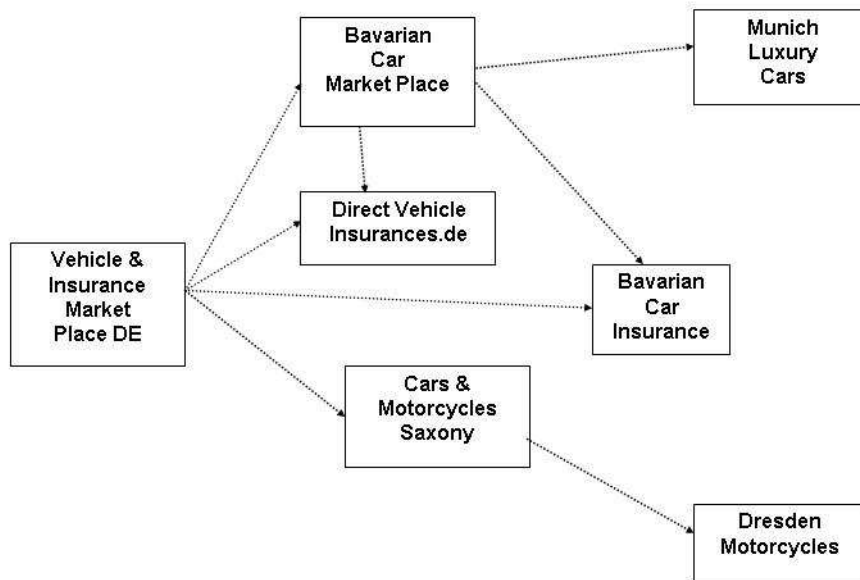 Bavarian
Car
Market Place
Munich
Luxury
Cars
Direct Vehicle
Insurances.de
Vehicle &
Insurance
Market
Place DE
Bavarian
Car
Insurance
Cars &
Motorcycles
Saxony
Dresden
Motorcycles